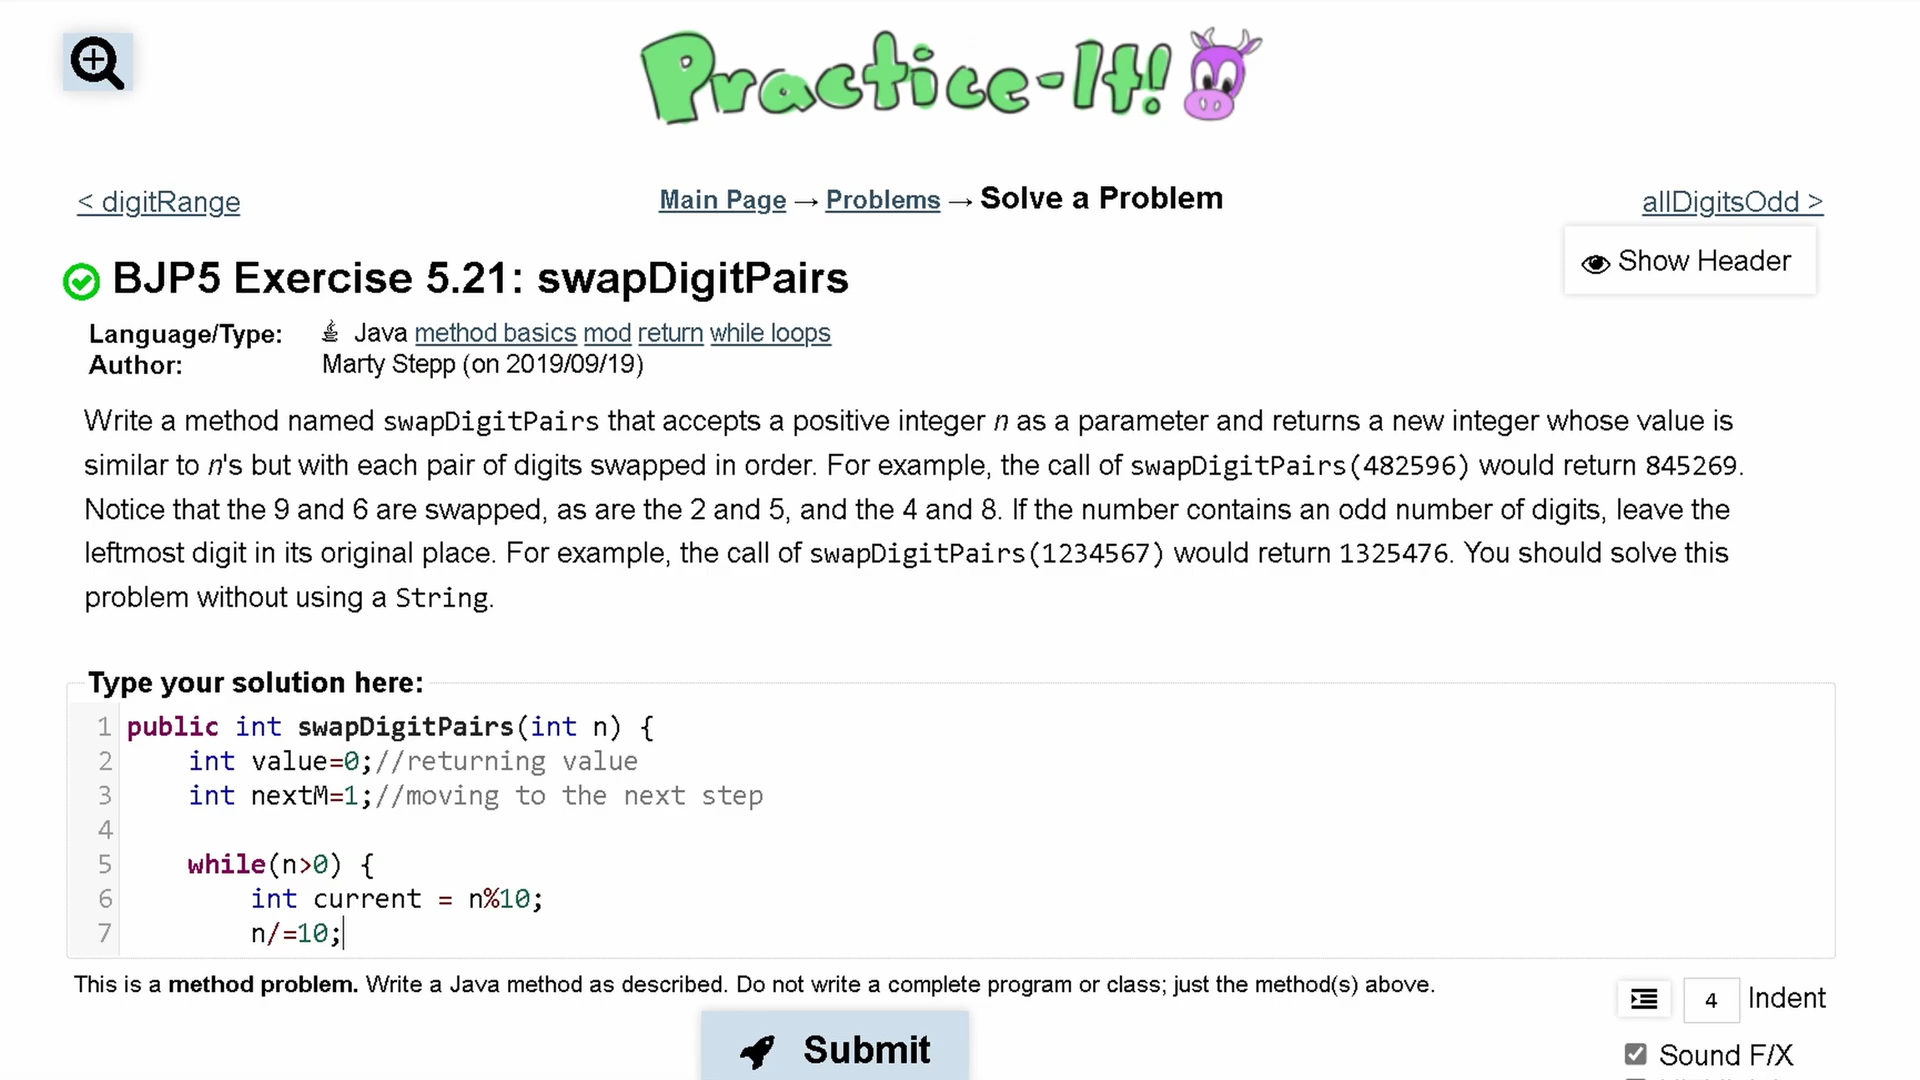 Practice-It!
< digitRange
Main Page → Problems → Solve a Problem
allDigitsOdd >
Show Header
BJP5 Exercise 5.21: swapDigitPairs
Language/Type: Java method basics mod return while loops
Author: Marty Stepp (on 2019/09/19)
Write a method named swapDigitPairs that accepts a positive integer n as a parameter and returns a new integer whose value is
similar to n's but with each pair of digits swapped in order. For example, the call of swapDigitPairs(482596) would return 845269.
Notice that the 9 and 6 are swapped, as are the 2 and 5, and the 4 and 8. If the number contains an odd number of digits, leave the
leftmost digit in its original place. For example, the call of swapDigitPairs(1234567) would return 1325476. You should solve this
problem without using a String.
Type your solution here:
1 public int swapDigitPairs(int n) {
2 int value=0;//returning value
3 int nextM=1;//moving to the next step
4
5 while(n>0) {
6 int current = n%10;
7 n/=10;
This is a method problem. Write a Java method as described. Do not write a complete program or class; just the method(s) above.
4 Indent
Submit
Sound F/X